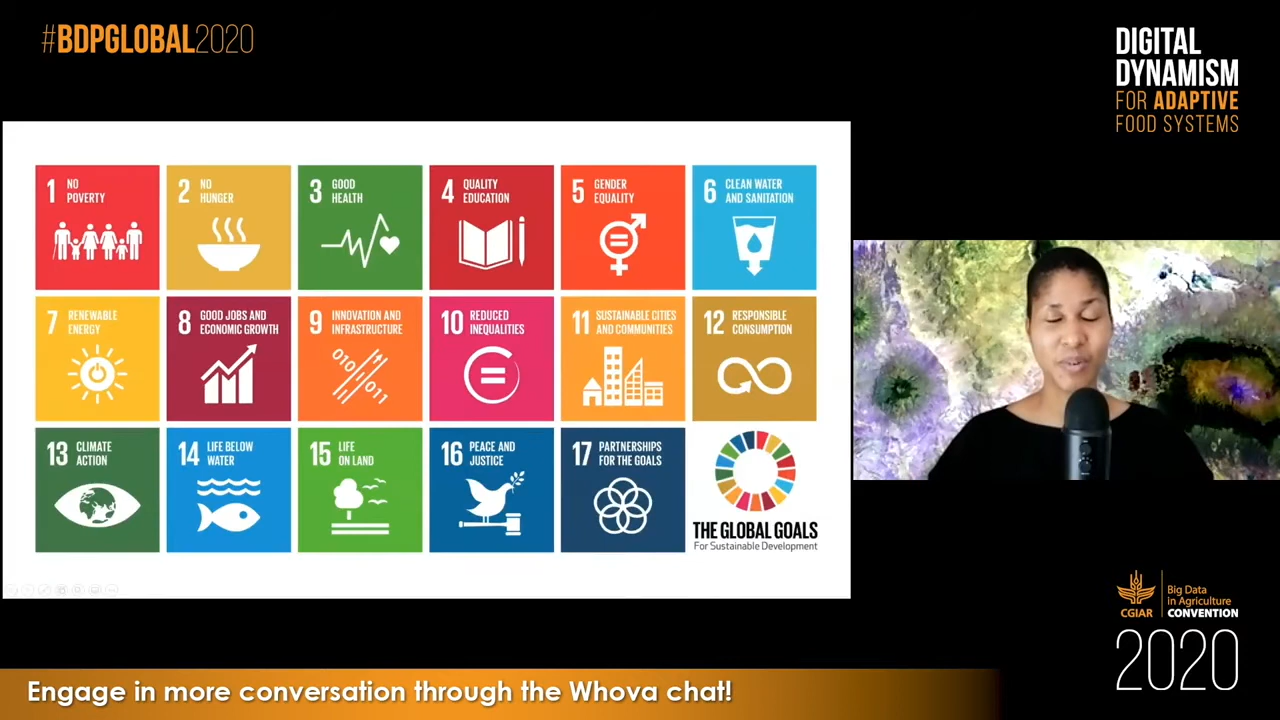 #BDPGLOBAL2020
DIGITAL
DYNAMISM
FOR ADAPTIVE
FOOD SYSTEMS
1 NO
POVERTY
2 NO
HUNGER
3 GOOD
HEALTH
4 QUALITY
EDUCATION
5 GENDER
EQUALITY
6 CLEAN WATER
AND SANITATION
7 RENEWABLE
ENERGY
8 GOOD JOBS AND
ECONOMIC GROWTH
9 INNOVATION AND
INFRASTRUCTURE
010
011
10 REDUCED
INEQUALITIES
11 SUSTAINABLE CITIES
AND COMMUNITIES
12 RESPONSIBLE
CONSUMPTION
13 CLIMATE
ACTION
14 LIFE BELOW
WATER
15 LIFE
ON LAND
16 PEACE AND
JUSTICE
17 PARTNERSHIPS
FOR THE GOALS
THE GLOBAL GOALS
For Sustainable Development
CGIAR
Big Data
in Agriculture
CONVENTION
2020
Engage in more conversation through the Whova chat!